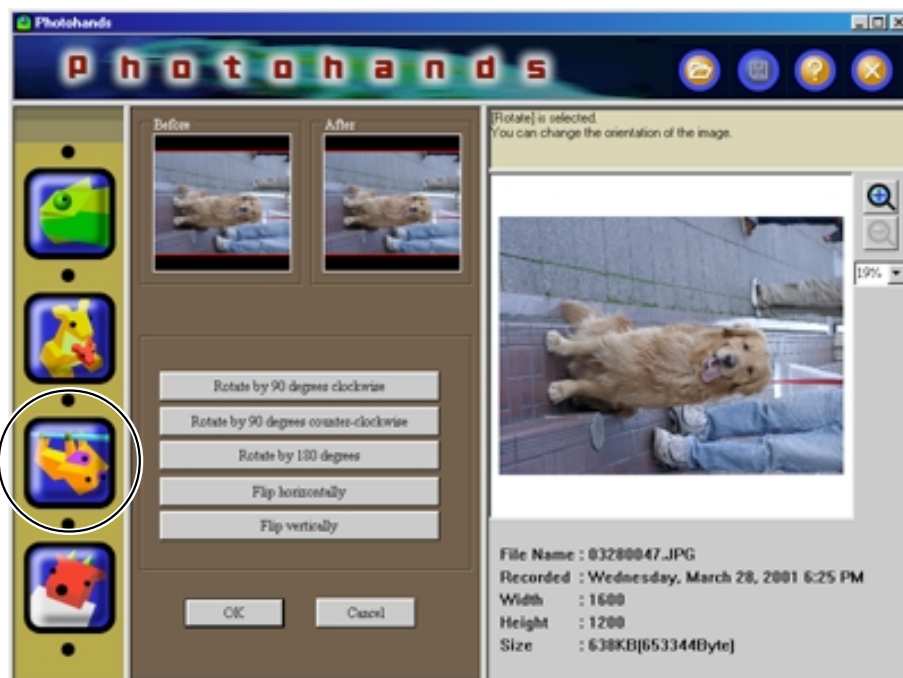 Photohands
Photohands
Before
After
[Rotate] is selected.
You can change the orientation of the image.
19%
Rotate by 90 degrees clockwise
Rotate by 90 degrees counter-clockwise
Rotate by 180 degrees
Flip horizontally
Flip vertically
OK
Cancel
File Name : 03280047.JPG
Recorded : Wednesday, March 28, 2001 6:25 PM
Width : 1600
Height : 1200
Size : 638KB[653344Byte]